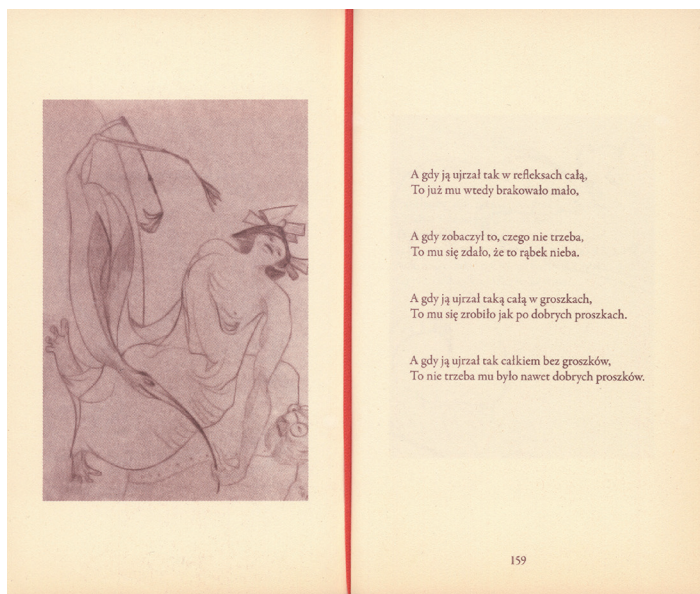 A gdy ją ujrzał tak w refleksach całą,
To już mu wtedy brakowało mało,
A gdy zobaczył to, czego nie trzeba,
To mu się zdało, że to rąbek nieba.
A gdy ją ujrzał taką całą w groszkach,
To mu się zrobiło jak po dobrych proszkach.
A gdy ją ujrzał tak całkiem bez groszków,
To nie trzeba mu było nawet dobrych proszków.
159